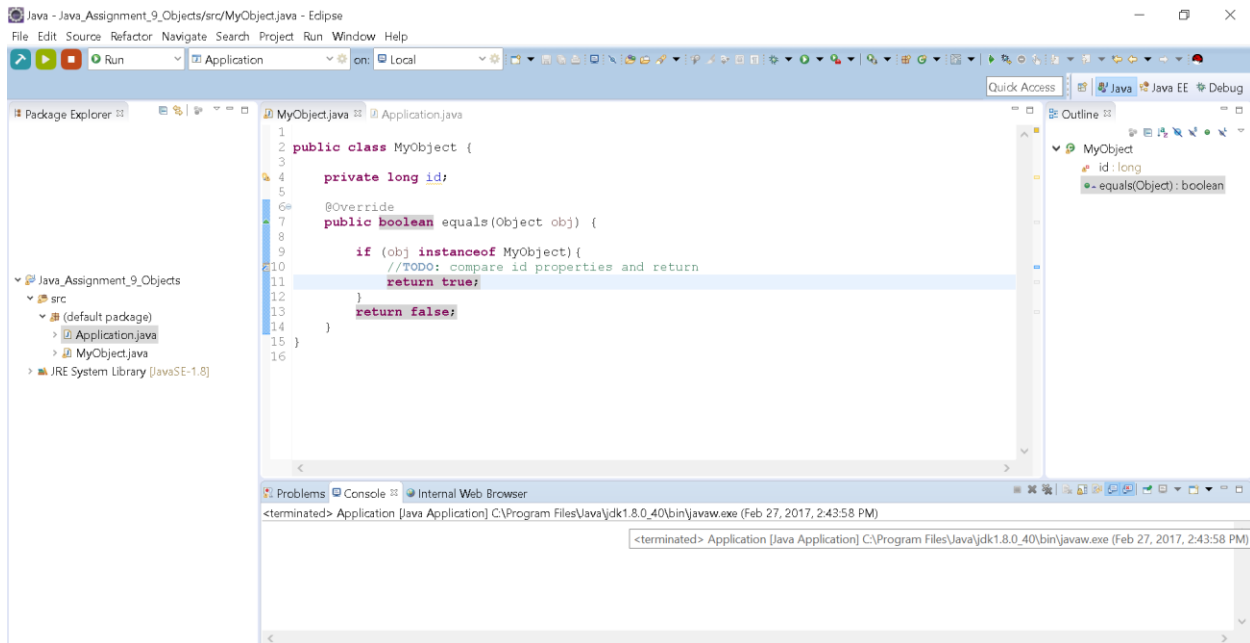 Java - Java_Assignment_9_Objects/src/MyObject.java - Eclipse
File Edit Source Refactor Navigate Search Project Run Window Help
Run Application on: Local
Quick Access Java Java EE Debug
Package Explorer
Java_Assignment_9_Objects
src
(default package)
Application.java
MyObject.java
JRE System Library [JavaSE-1.8]
MyObject.java Application.java
1
2 public class MyObject {
3
4 private long id;
5
6 @Override
7 public boolean equals(Object obj) {
8
9 if (obj instanceof MyObject){
10 //TODO: compare id properties and return
11 return true;
12 }
13 return false;
14 }
15 }
16
Outline
MyObject
id : long
equals(Object) : boolean
Problems Console Internal Web Browser
<terminated> Application [Java Application] C:\Program Files\Java\jdk1.8.0_40\bin\javaw.exe (Feb 27, 2017, 2:43:58 PM)
<terminated> Application [Java Application] C:\Program Files\Java\jdk1.8.0_40\bin\javaw.exe (Feb 27, 2017, 2:43:58 PM)